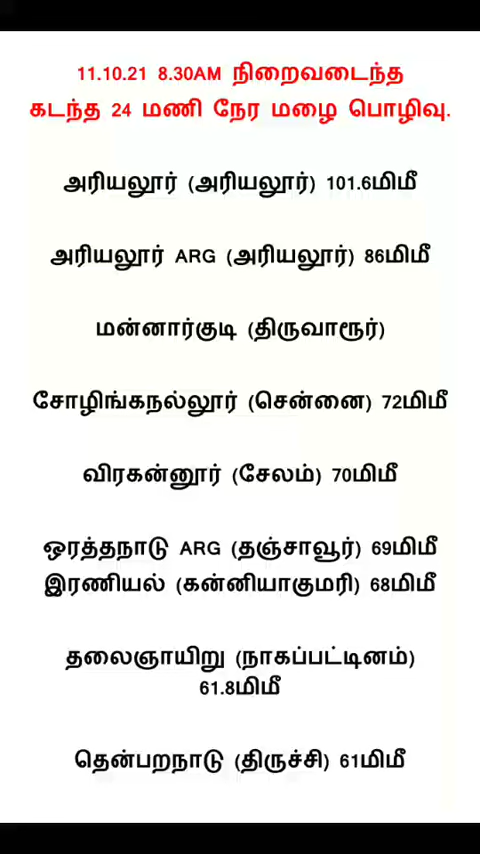 11.10.21 8.30AM நிறைவடைந்த
கடந்த 24 மணி நேர மழை பொழிவு.
அரியலூர் (அரியலூர்) 101.6மிமீ
அரியலூர் ARG (அரியலூர்) 86மிமீ
மன்னார்குடி (திருவாரூர்)
சோழிங்கநல்லூர் (சென்னை) 72மிமீ
விரகன்னூர் (சேலம்) 70மிமீ
ஒரத்தநாடு ARG (தஞ்சாவூர்) 69மிமீ
இரணியல் (கன்னியாகுமரி) 68மிமீ
தலைஞாயிறு (நாகப்பட்டினம்)
61.8மிமீ
தென்பறநாடு (திருச்சி) 61மிமீ